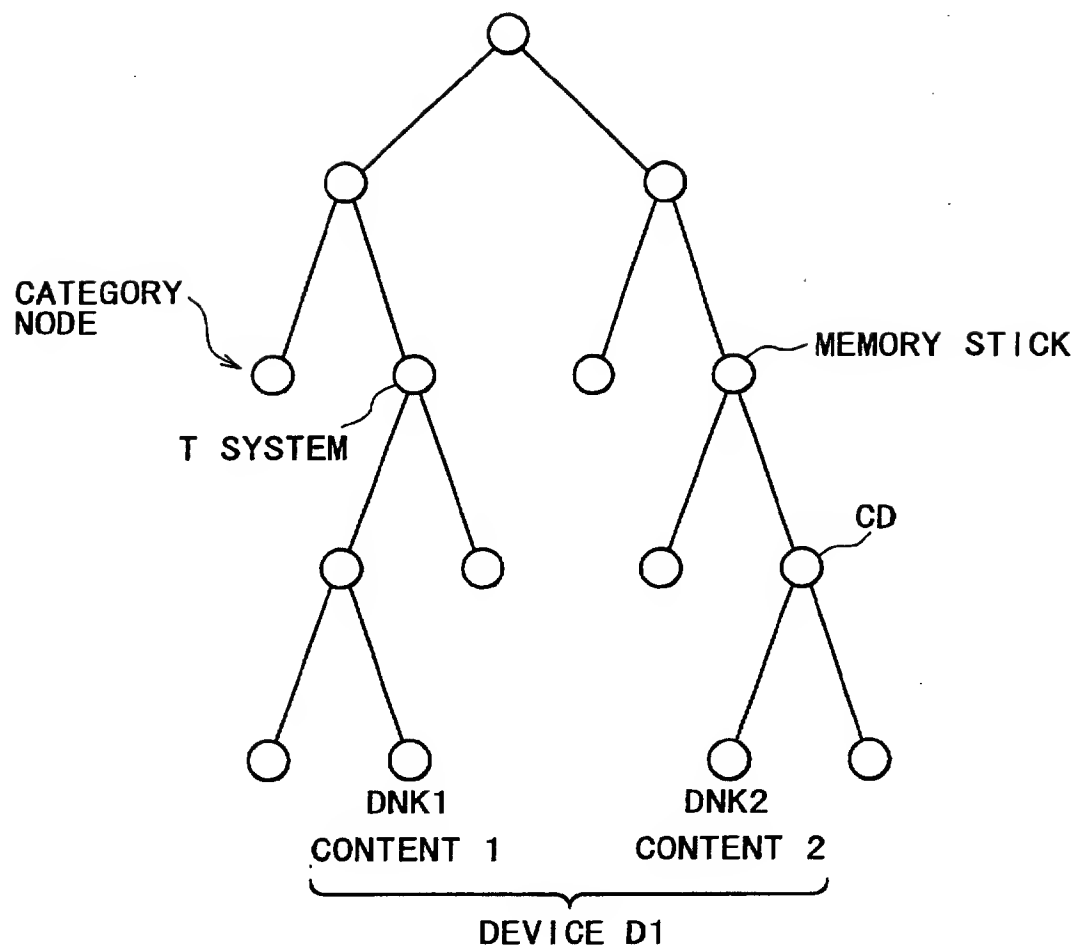 CATEGORY
NODE
MEMORY STICK
T SYSTEM
CD
DNK1
DNK2
CONTENT 1
CONTENT 2
DEVICE D1